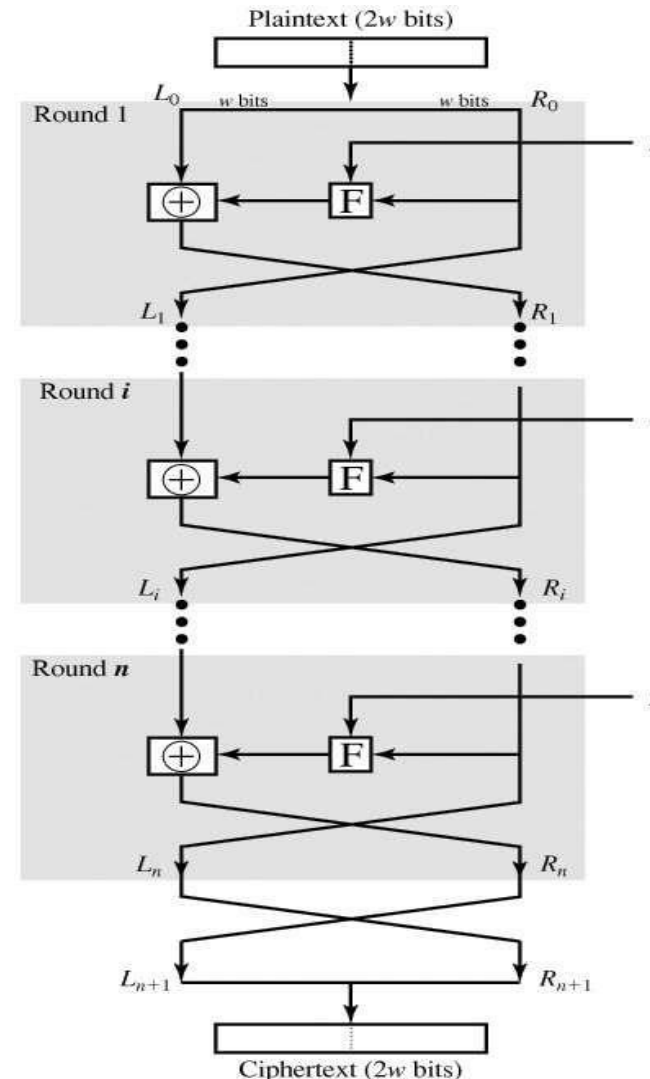 Plaintext (2w bits)
L₀ w bits w bits R₀
Round 1
F
L₁ R₁
Round i
F
Lᵢ Rᵢ
Round n
F
Lₙ Rₙ
Lₙ₊₁ Rₙ₊₁
Ciphertext (2w bits)